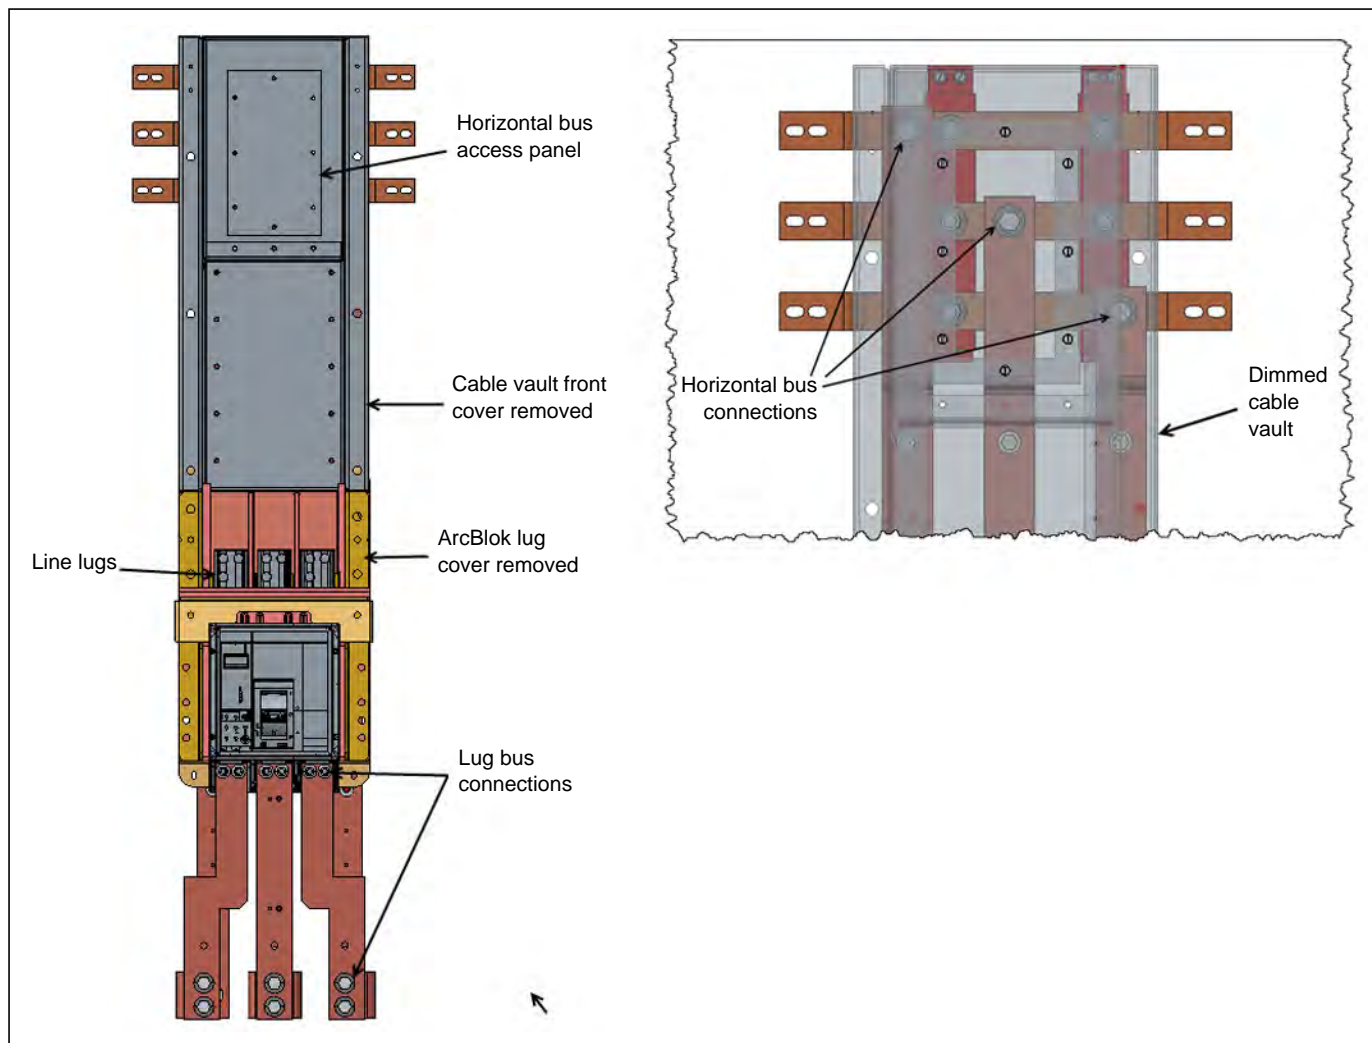 Horizontal bus
access panel
Cable vault front
cover removed
ArcBlok lug
cover removed
Line lugs
Lug bus
connections
Horizontal bus
connections
Dimmed
cable
vault